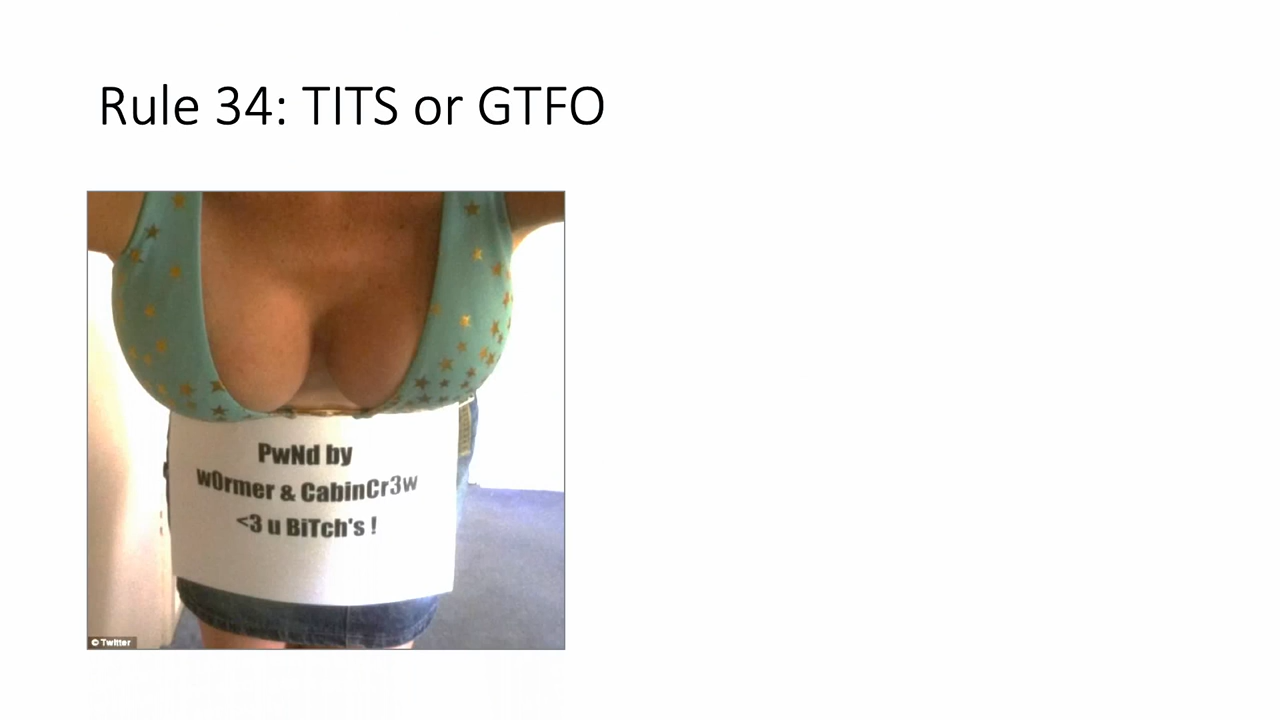 Rule 34: TITS or GTFO
PwNd by
w0rmer & CabinCr3w
<3 u BiTch's !
© Twitter